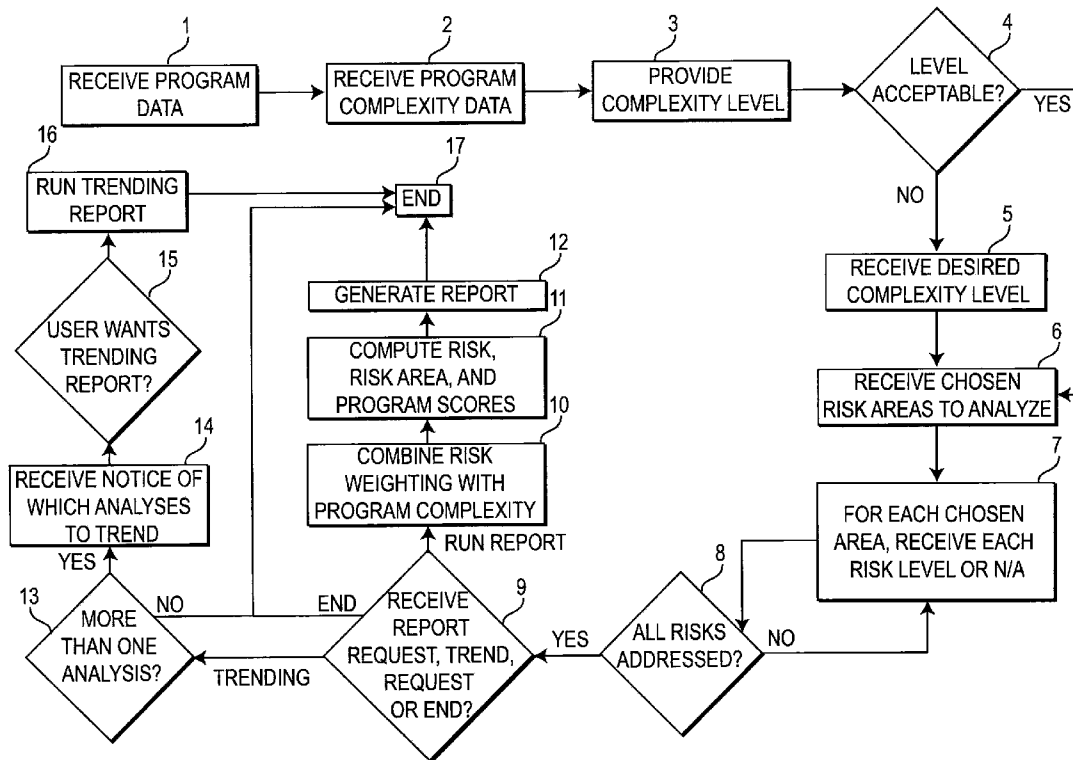 1
RECEIVE PROGRAM
DATA
2
RECEIVE PROGRAM
COMPLEXITY DATA
3
PROVIDE
COMPLEXITY LEVEL
4
LEVEL
ACCEPTABLE?
YES
NO
5
RECEIVE DESIRED
COMPLEXITY LEVEL
6
RECEIVE CHOSEN
RISK AREAS TO ANALYZE
7
FOR EACH CHOSEN
AREA, RECEIVE EACH
RISK LEVEL OR N/A
8
ALL RISKS
ADDRESSED?
NO
YES
9
RECEIVE
REPORT
REQUEST, TREND,
REQUEST
OR END?
RUN REPORT
END
TRENDING
10
COMBINE RISK
WEIGHTING WITH
PROGRAM COMPLEXITY
11
COMPUTE RISK,
RISK AREA, AND
PROGRAM SCORES
12
GENERATE REPORT
13
MORE
THAN ONE
ANALYSIS?
NO
YES
14
RECEIVE NOTICE OF
WHICH ANALYSES
TO TREND
15
USER WANTS
TRENDING
REPORT?
16
RUN TRENDING
REPORT
17
END